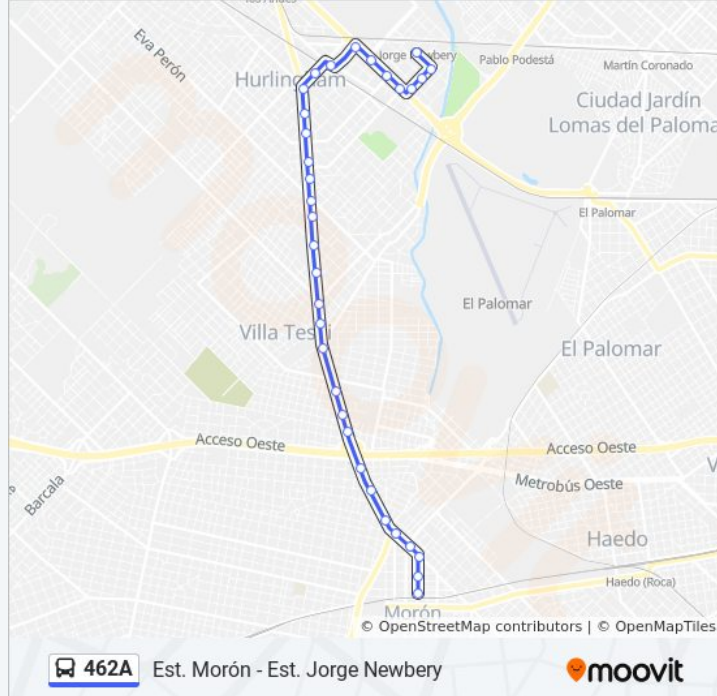 Eva Perón
Jorge Newbery
Pablo Podestá
Martín Coronado
Hurlingham
Ciudad Jardín
Lomas del Paloma
El Palomar
El Palomar
Villa Tesei
El Palomar
Acceso Oeste
Acceso Oeste
Metrobús Oeste
Barcala
Haedo
Haedo (Roca)
Morón
© OpenStreetMap contributors | © OpenMapTiles
462A Est. Morón - Est. Jorge Newbery
moovit